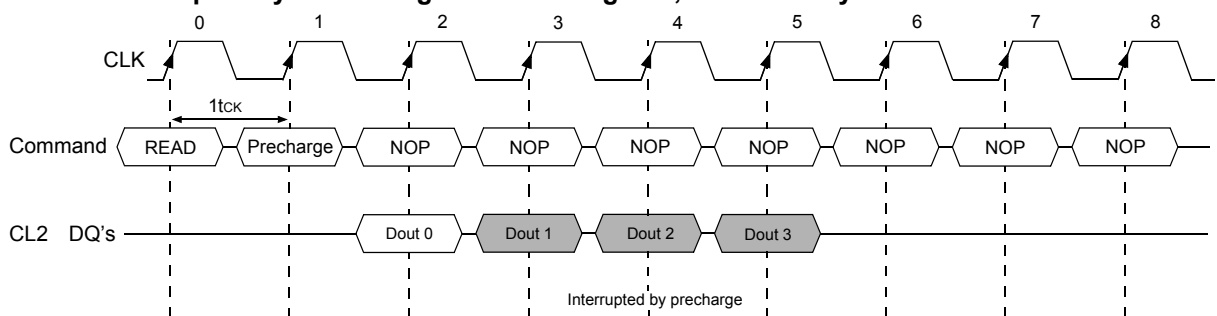 0 1 2 3 4 5 6 7 8
CLK
1tCK
Command READ Precharge NOP NOP NOP NOP NOP NOP NOP
CL2 DQ's Dout 0 Dout 1 Dout 2 Dout 3
Interrupted by precharge